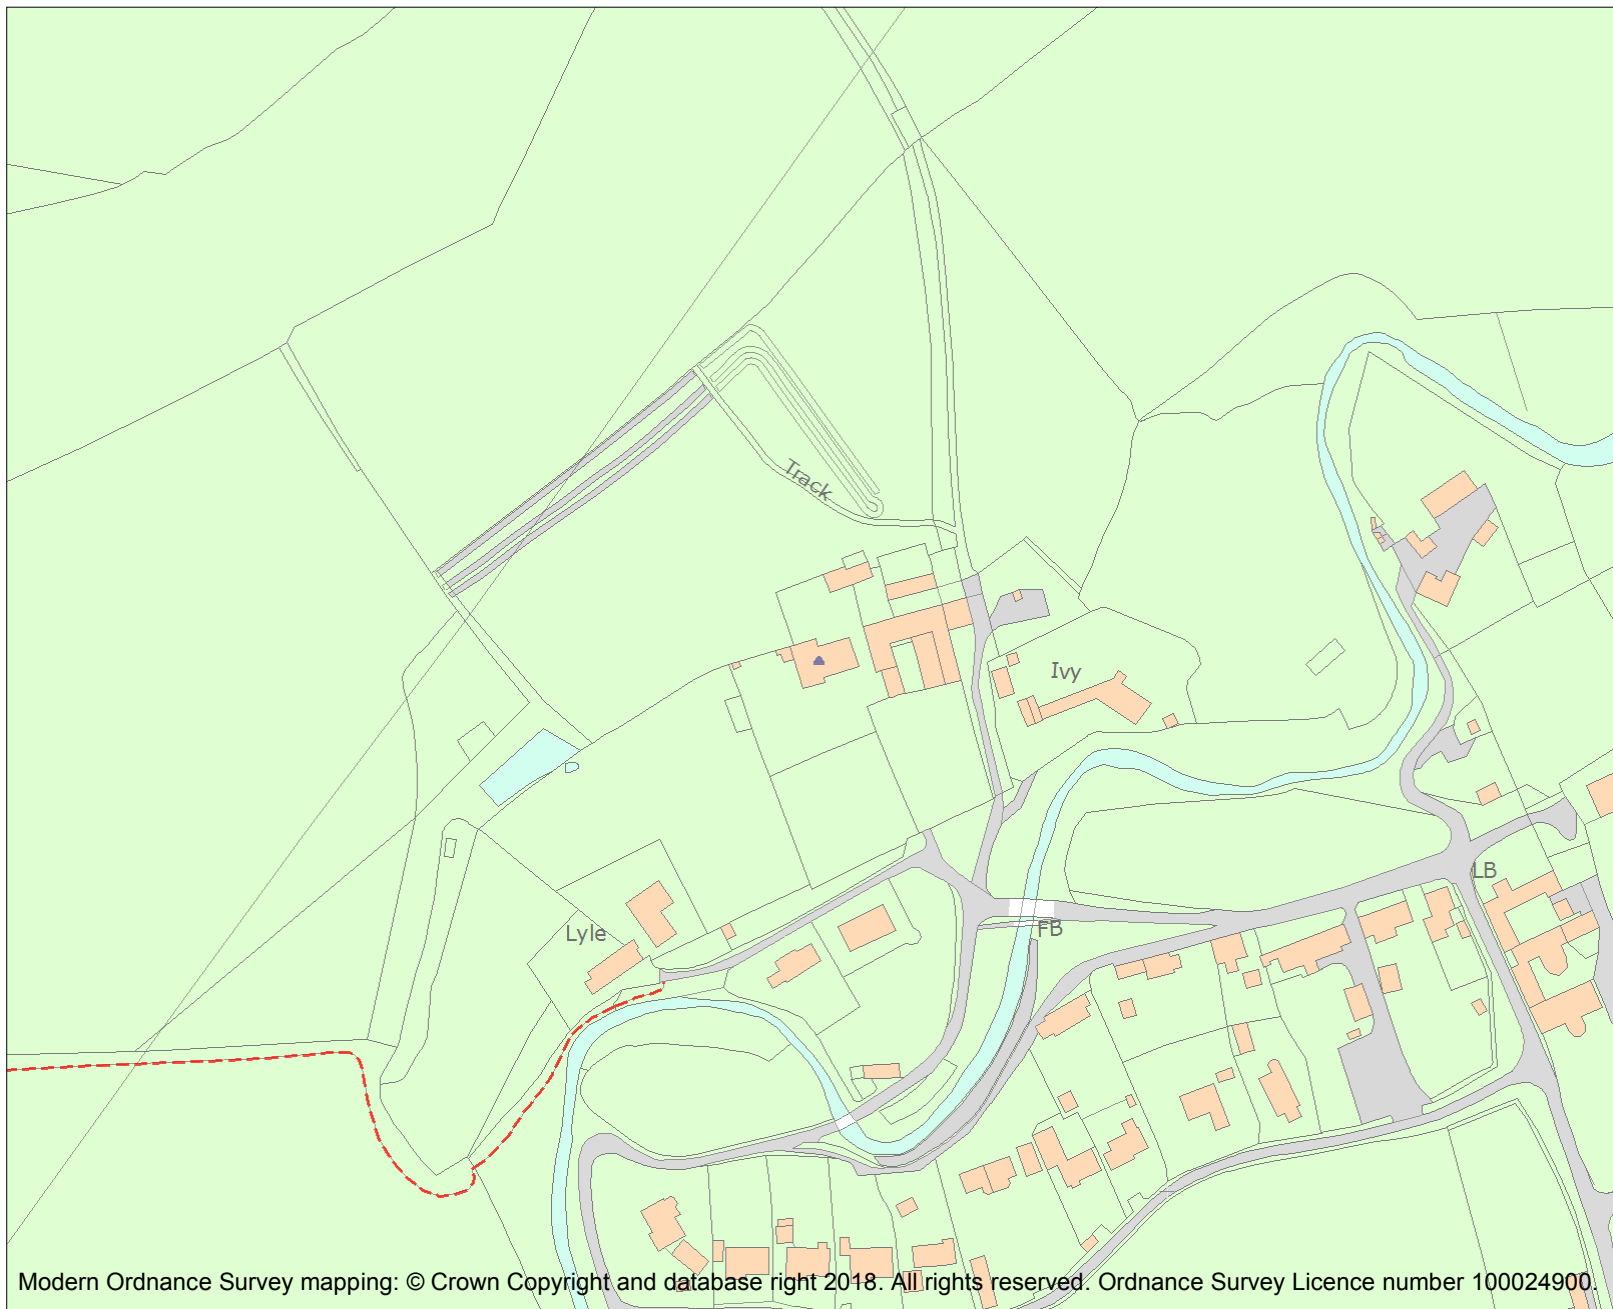 Track
Ivy
LB
FB
Lyle
Modern Ordnance Survey mapping: © Crown Copyright and database right 2018. All rights reserved. Ordnance Survey Licence number 100024900.